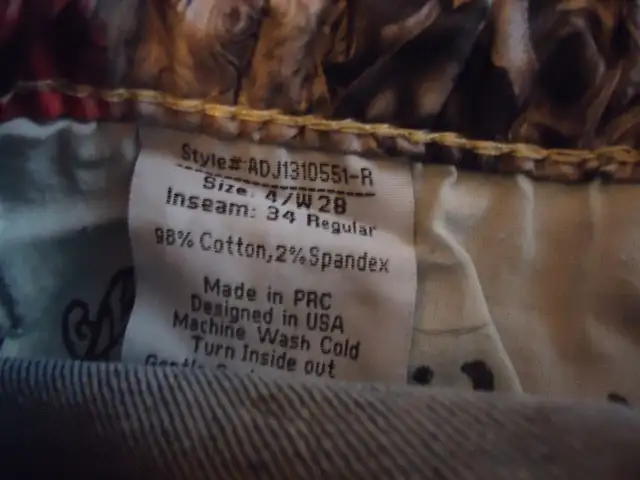 Style# ADJ1310551-R
Size: 4/W28
Inseam: 34 Regular
98% Cotton,2%Spandex
Made in PRC
Designed in USA
Machine Wash Cold
Turn Inside out